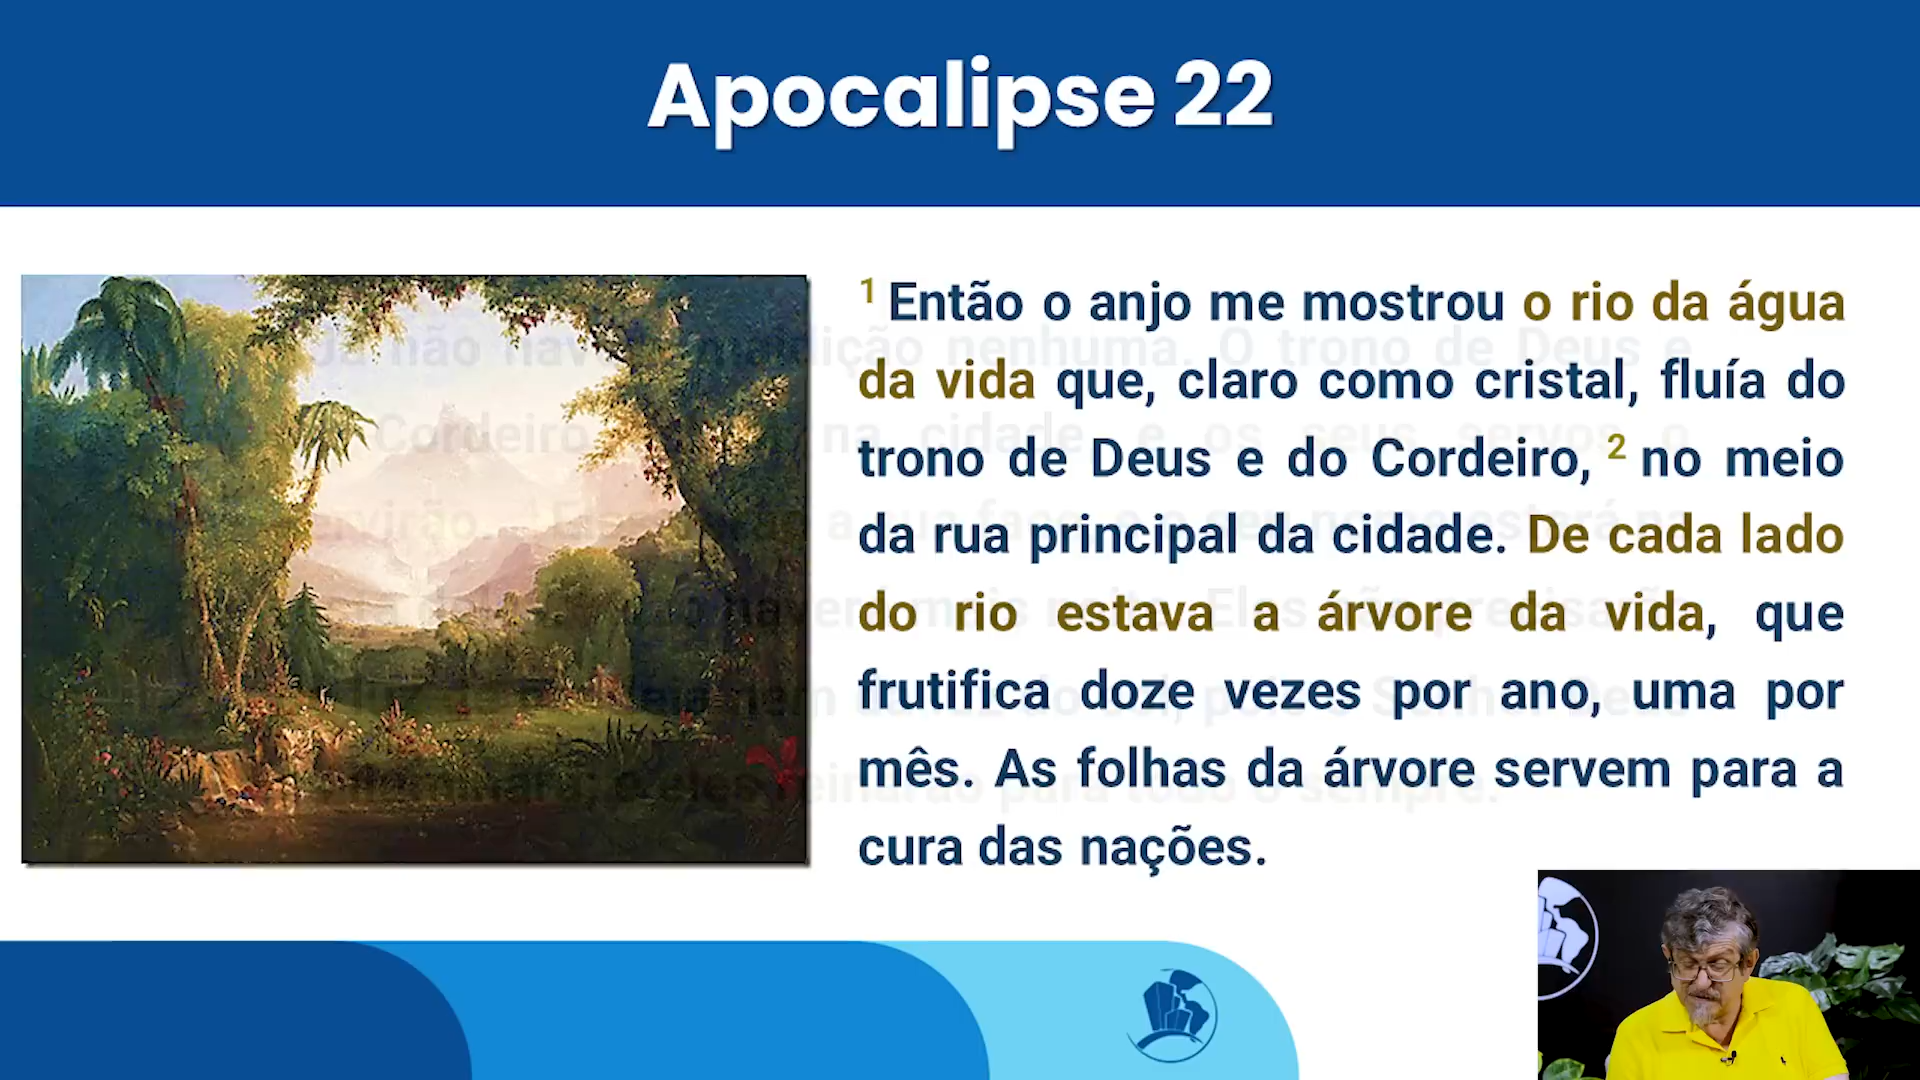 Apocalipse 22
1 Então o anjo me mostrou o rio da água
da vida que, claro como cristal, fluía do
trono de Deus e do Cordeiro, 2 no meio
da rua principal da cidade. De cada lado
do rio estava a árvore da vida, que
frutifica doze vezes por ano, uma por
mês. As folhas da árvore servem para a
cura das nações.